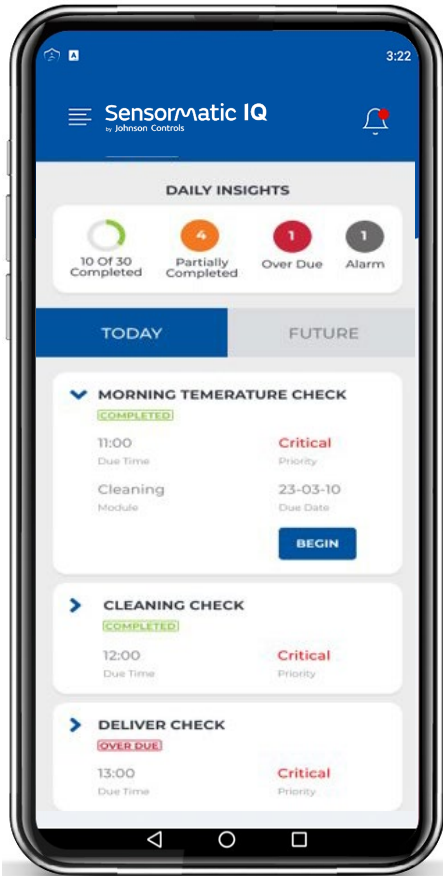 A
3:22
Sensormatic IQ
by Johnson Controls
DAILY INSIGHTS
4
1
1
10 Of 30
Completed
Partially
Completed
Over Due
Alarm
TODAY
FUTURE
MORNING TEMERATURE CHECK
COMPLETED
11:00
Critical
Due Time
Priority
Cleaning
23-03-10
Module
Due Date
BEGIN
CLEANING CHECK
COMPLETED
12:00
Critical
Due Time
Priority
DELIVER CHECK
OVER DUE
13:00
Critical
Due Time
Priority